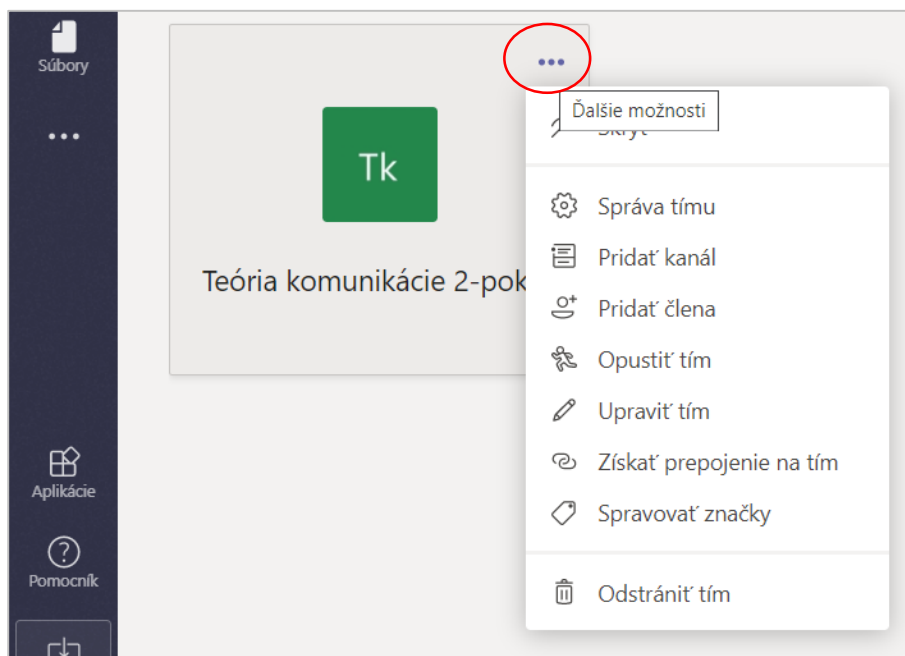 Súbory
Ďalšie možnosti
Skryť
Tk
Správa tímu
Pridať kanál
Teória komunikácie 2-pok
Pridať člena
Opustiť tím
Upraviť tím
Získať prepojenie na tím
Aplikácie
Spravovať značky
Pomocník
Odstrániť tím